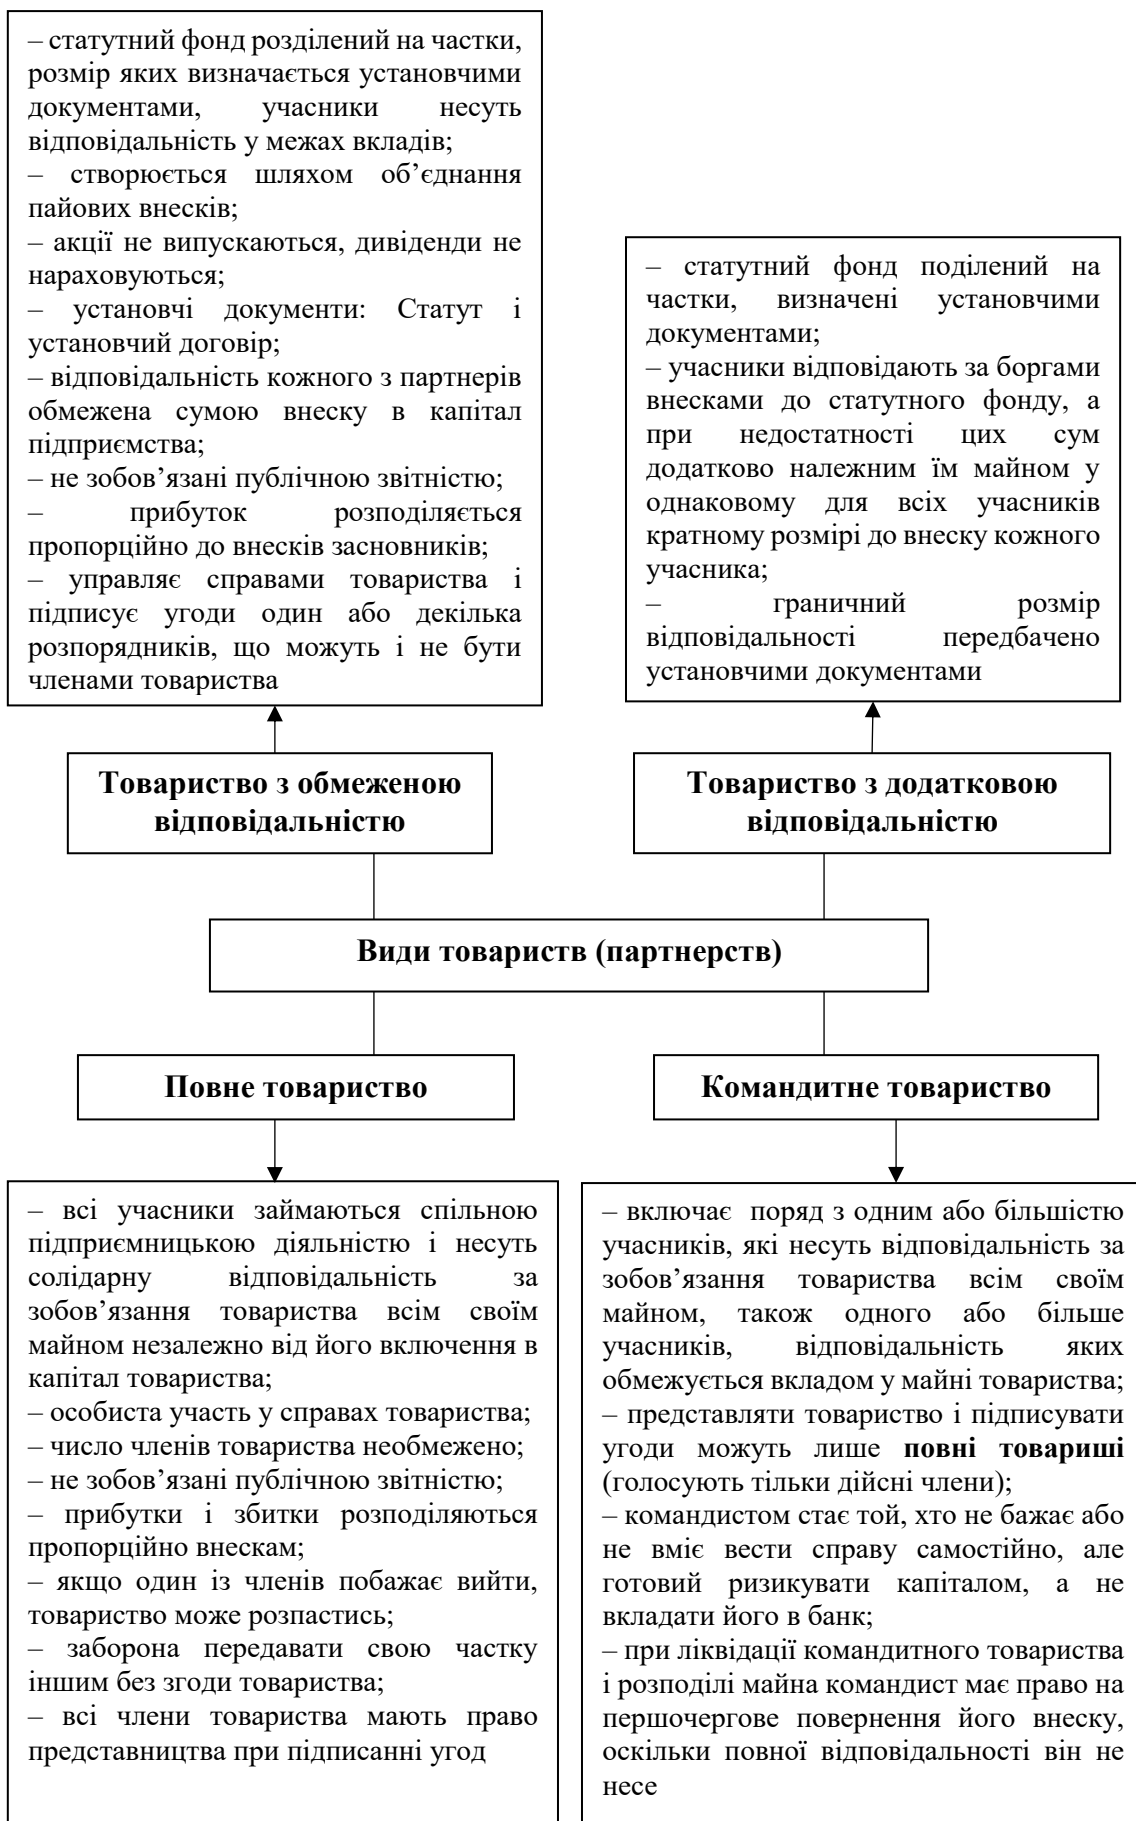 – статутний фонд розділений на частки,
розмір яких визначається установчими
документами, учасники несуть
відповідальність у межах вкладів;
– створюється шляхом об’єднання
пайових внесків;
– акції не випускаються, дивіденди не
нараховуються;
– установчі документи: Статут і
установчий договір;
– відповідальність кожного з партнерів
обмежена сумою внеску в капітал
підприємства;
– не зобов’язані публічною звітністю;
– прибуток розподіляється
пропорційно до внесків засновників;
– управляє справами товариства і
підписує угоди один або декілька
розпорядників, що можуть і не бути
членами товариства
– статутний фонд поділений на
частки, визначені установчими
документами;
– учасники відповідають за боргами
внесками до статутного фонду, а
при недостатності цих сум
додатково належним їм майном у
однаковому для всіх учасників
кратному розмірі до внеску кожного
учасника;
– граничний розмір
відповідальності передбачено
установчими документами
Товариство з обмеженою
відповідальністю
Товариство з додатковою
відповідальністю
Види товариств (партнерств)
Повне товариство
Командитне товариство
– всі учасники займаються спільною
підприємницькою діяльністю і несуть
солідарну відповідальність за
зобов’язання товариства всім своїм
майном незалежно від його включення в
капітал товариства;
– особиста участь у справах товариства;
– число членів товариства необмежено;
– не зобов’язані публічною звітністю;
– прибутки і збитки розподіляються
пропорційно внескам;
– якщо один із членів побажає вийти,
товариство може розпастись;
– заборона передавати свою частку
іншим без згоди товариства;
– всі члени товариства мають право
представництва при підписанні угод
– включає поряд з одним або більшістю
учасників, які несуть відповідальність за
зобов’язання товариства всім своїм
майном, також одного або більше
учасників, відповідальність яких
обмежується вкладом у майні товариства;
– представляти товариство і підписувати
угоди можуть лише повні товариші
(голосують тільки дійсні члени);
– командистом стає той, хто не бажає або
не вміє вести справу самостійно, але
готовий ризикувати капіталом, а не
вкладати його в банк;
– при ліквідації командитного товариства
і розподілі майна командист має право на
першочергове повернення його внеску,
оскільки повної відповідальності він не
несе